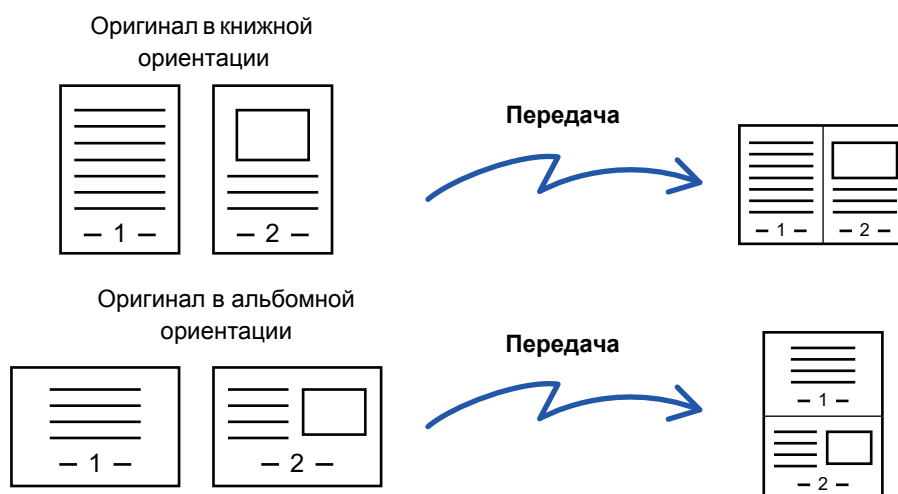 Оригинал в книжной
ориентации
Передача
– 1 –
– 2 –
– 1 –
– 2 –
Оригинал в альбомной
ориентации
Передача
– 1 –
– 2 –
– 1 –
– 2 –